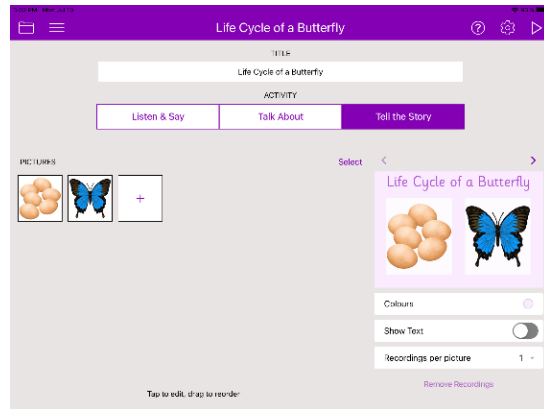 Life Cycle of a Butterfly
TITLE
Life Cycle of a Butterfly
ACTIVITY
Listen & Say
Talk About
Tell the Story
PICTURES
Select
Life Cycle of a Butterfly
Colours
Show Text
Recordings per picture
1
Remove Recordings
Tap to edit, drag to reorder